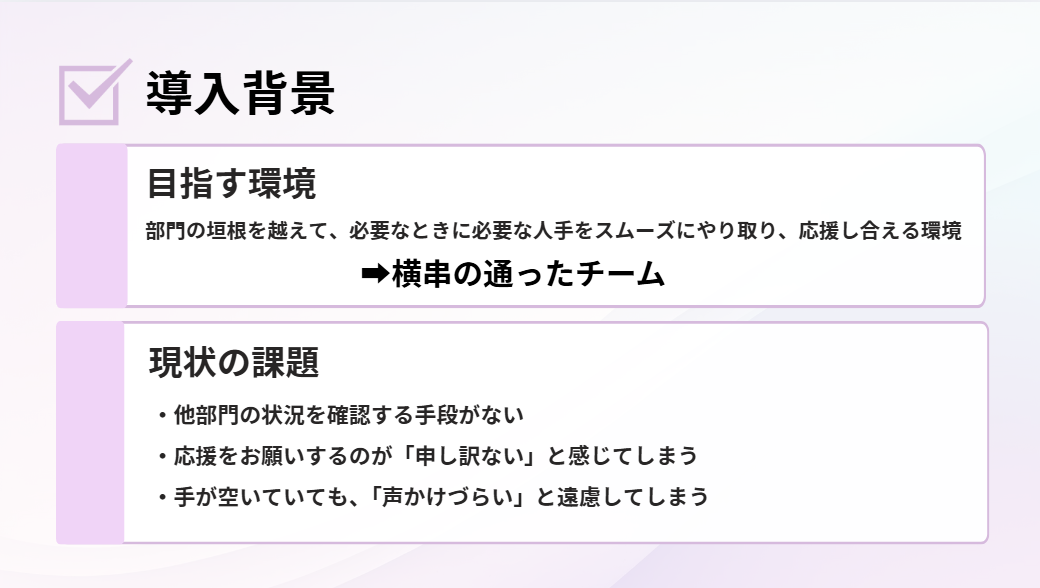 導入背景
目指す環境
部門の垣根を越えて、必要なときに必要な人手をスムーズにやり取り、応援し合える環境
➡横串の通ったチーム
現状の課題
・他部門の状況を確認する手段がない
・応援をお願いするのが「申し訳ない」と感じてしまう
・手が空いていても、「声かけづらい」と遠慮してしまう